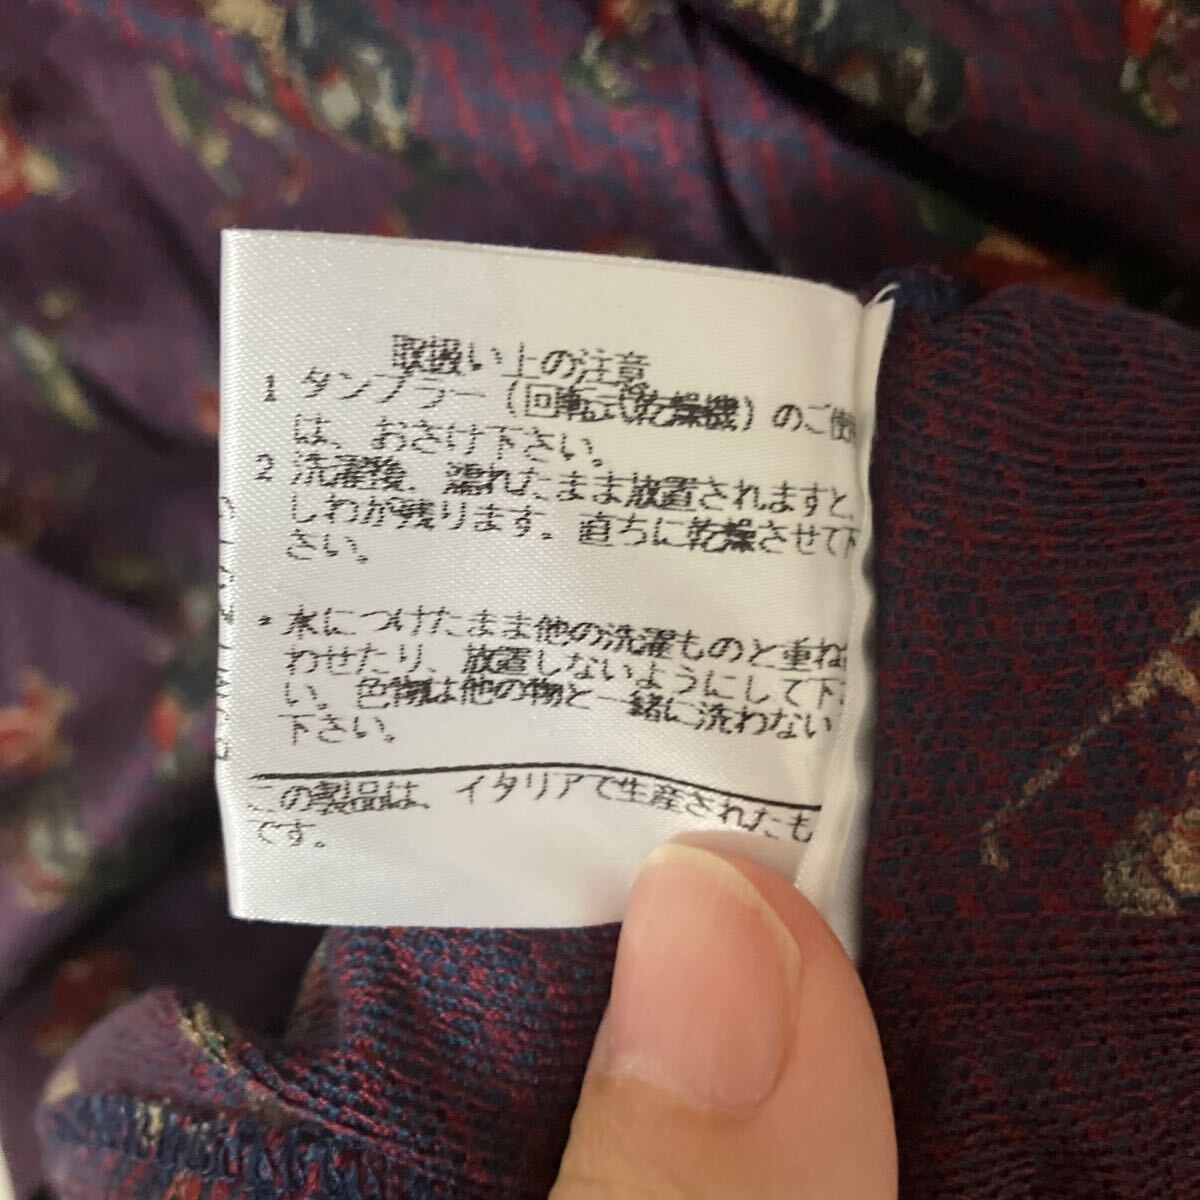 取扱い上の注意
1 タンブラー(回転式乾燥機)のご使
は、おさけ下さい。
2 洗濯後、濡れたまま放置されますと、
しわが残ります。直ちに乾燥させて下
さい。
・水につけたまま他の洗濯ものと重ね
わせたり、放置しないようにして下
い。色物は他の物と一緒に洗わない
下さい。
この製品は、イタリアで生産されたも
です。